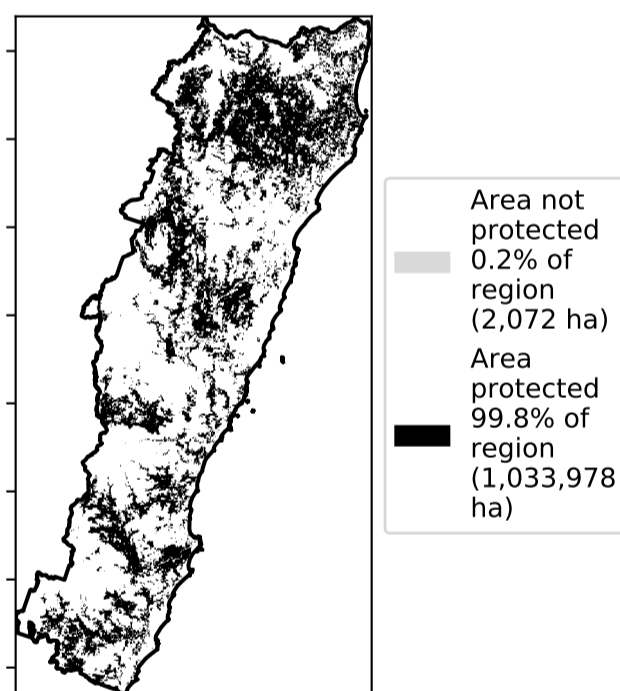 Area not
protected
0.2% of
region
(2,072 ha)
Area
protected
99.8% of
region
(1,033,978
ha)